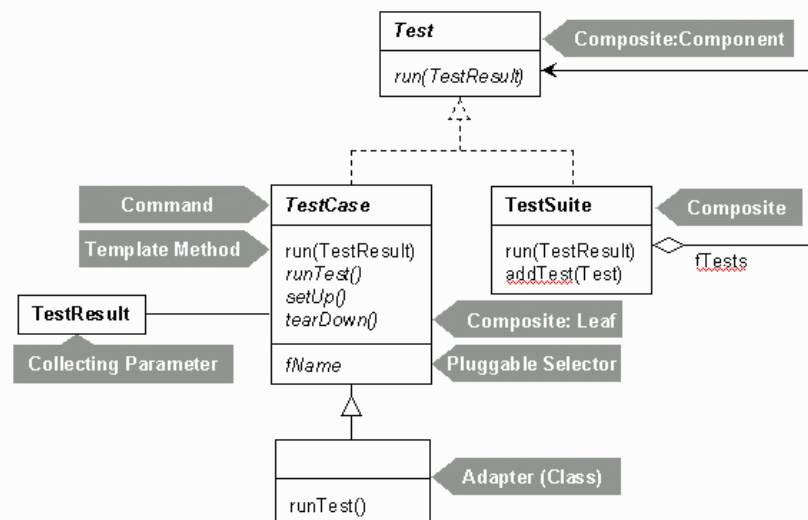 Test
Composite:Component
run(TestResult)
Command
TestCase
TestSuite
Composite
Template Method
run(TestResult)
runTest()
setUp()
tearDown()
run(TestResult)
addTest(Test)
fTests
TestResult
Composite: Leaf
Collecting Parameter
fName
Pluggable Selector
Adapter (Class)
runTest()